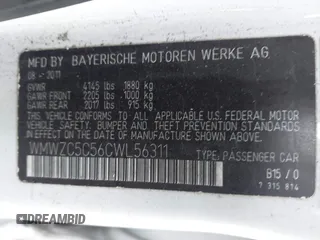 MFD BY BAYERISCHE MOTOREN WERKE AG
08 - 2011
GVWR 4145 lbs 1880 kg
GAWR FRONT 2205 lbs 1000 kg
GAWR REAR 2017 lbs 915 kg
THIS VEHICLE CONFORMS TO ALL APPLICABLE U.S. FEDERAL MOTOR
VEHICLE SAFETY, BUMPER, AND THEFT PREVENTION STANDARDS IN
EFFECT ON THE DATE OF MANUFACTURE SHOWN ABOVE.
WMWZC5C56CWL56311 TYPE: PASSENGER CAR
B15 / 0
7 315 814
DREAMBID